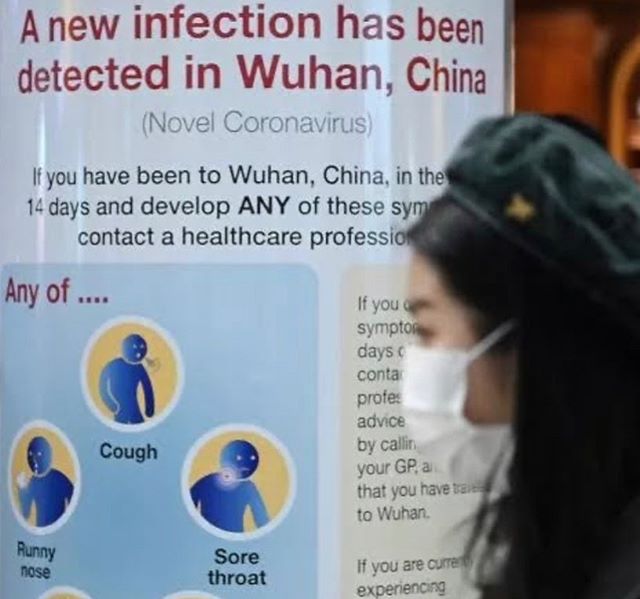 A new infection has been
detected in Wuhan, China
(Novel Coronavirus)
If you have been to Wuhan, China, in the
14 days and develop ANY of these
contact a healthcare
Any of ....
Cough
Runny
nose
Sore
throat
If you
days
advice
by
your GP,
that you have
to Wuhan.
If you are
experiencing